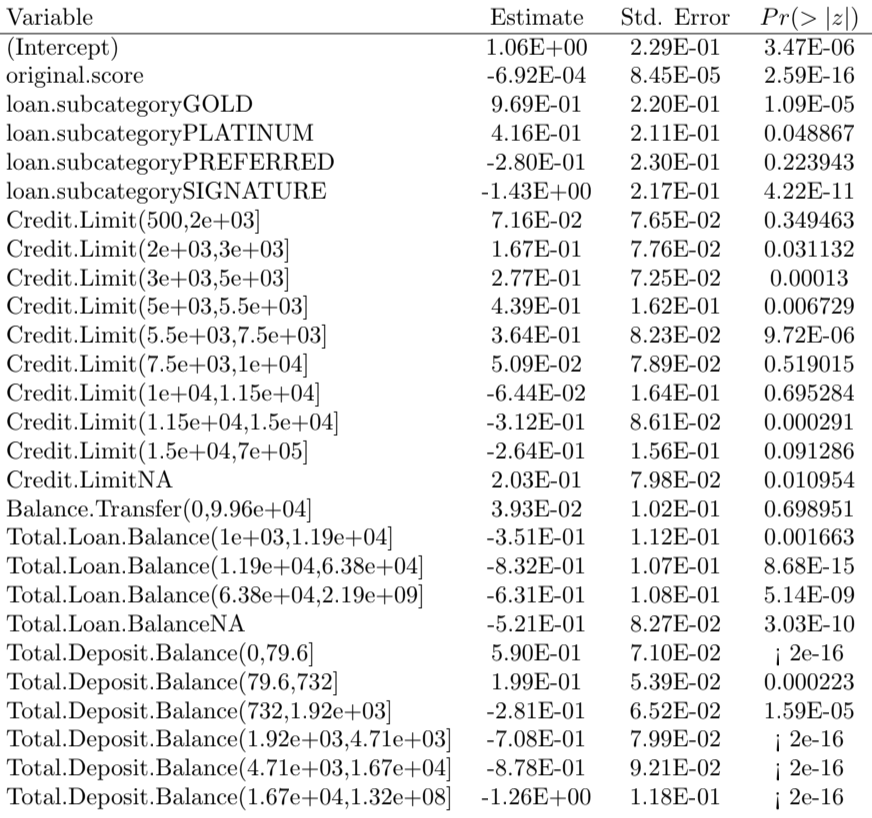 Variable Estimate Std. Error Pr(> |z|)
(Intercept) 1.06E+00 2.29E-01 3.47E-06
original.score -6.92E-04 8.45E-05 2.59E-16
loan.subcategoryGOLD 9.69E-01 2.20E-01 1.09E-05
loan.subcategoryPLATINUM 4.16E-01 2.11E-01 0.048867
loan.subcategoryPREFERRED -2.80E-01 2.30E-01 0.223943
loan.subcategorySIGNATURE -1.43E+00 2.17E-01 4.22E-11
Credit.Limit(500,2e+03] 7.16E-02 7.65E-02 0.349463
Credit.Limit(2e+03,3e+03] 1.67E-01 7.76E-02 0.031132
Credit.Limit(3e+03,5e+03] 2.77E-01 7.25E-02 0.00013
Credit.Limit(5e+03,5.5e+03] 4.39E-01 1.62E-01 0.006729
Credit.Limit(5.5e+03,7.5e+03] 3.64E-01 8.23E-02 9.72E-06
Credit.Limit(7.5e+03,1e+04] 5.09E-02 7.89E-02 0.519015
Credit.Limit(1e+04,1.15e+04] -6.44E-02 1.64E-01 0.695284
Credit.Limit(1.15e+04,1.5e+04] -3.12E-01 8.61E-02 0.000291
Credit.Limit(1.5e+04,7e+05] -2.64E-01 1.56E-01 0.091286
Credit.LimitNA 2.03E-01 7.98E-02 0.010954
Balance.Transfer(0,9.96e+04] 3.93E-02 1.02E-01 0.698951
Total.Loan.Balance(1e+03,1.19e+04] -3.51E-01 1.12E-01 0.001663
Total.Loan.Balance(1.19e+04,6.38e+04] -8.32E-01 1.07E-01 8.68E-15
Total.Loan.Balance(6.38e+04,2.19e+09] -6.31E-01 1.08E-01 5.14E-09
Total.Loan.BalanceNA -5.21E-01 8.27E-02 3.03E-10
Total.Deposit.Balance(0,79.6] 5.90E-01 7.10E-02 ¡ 2e-16
Total.Deposit.Balance(79.6,732] 1.99E-01 5.39E-02 0.000223
Total.Deposit.Balance(732,1.92e+03] -2.81E-01 6.52E-02 1.59E-05
Total.Deposit.Balance(1.92e+03,4.71e+03] -7.08E-01 7.99E-02 ¡ 2e-16
Total.Deposit.Balance(4.71e+03,1.67e+04] -8.78E-01 9.21E-02 ¡ 2e-16
Total.Deposit.Balance(1.67e+04,1.32e+08] -1.26E+00 1.18E-01 ¡ 2e-16